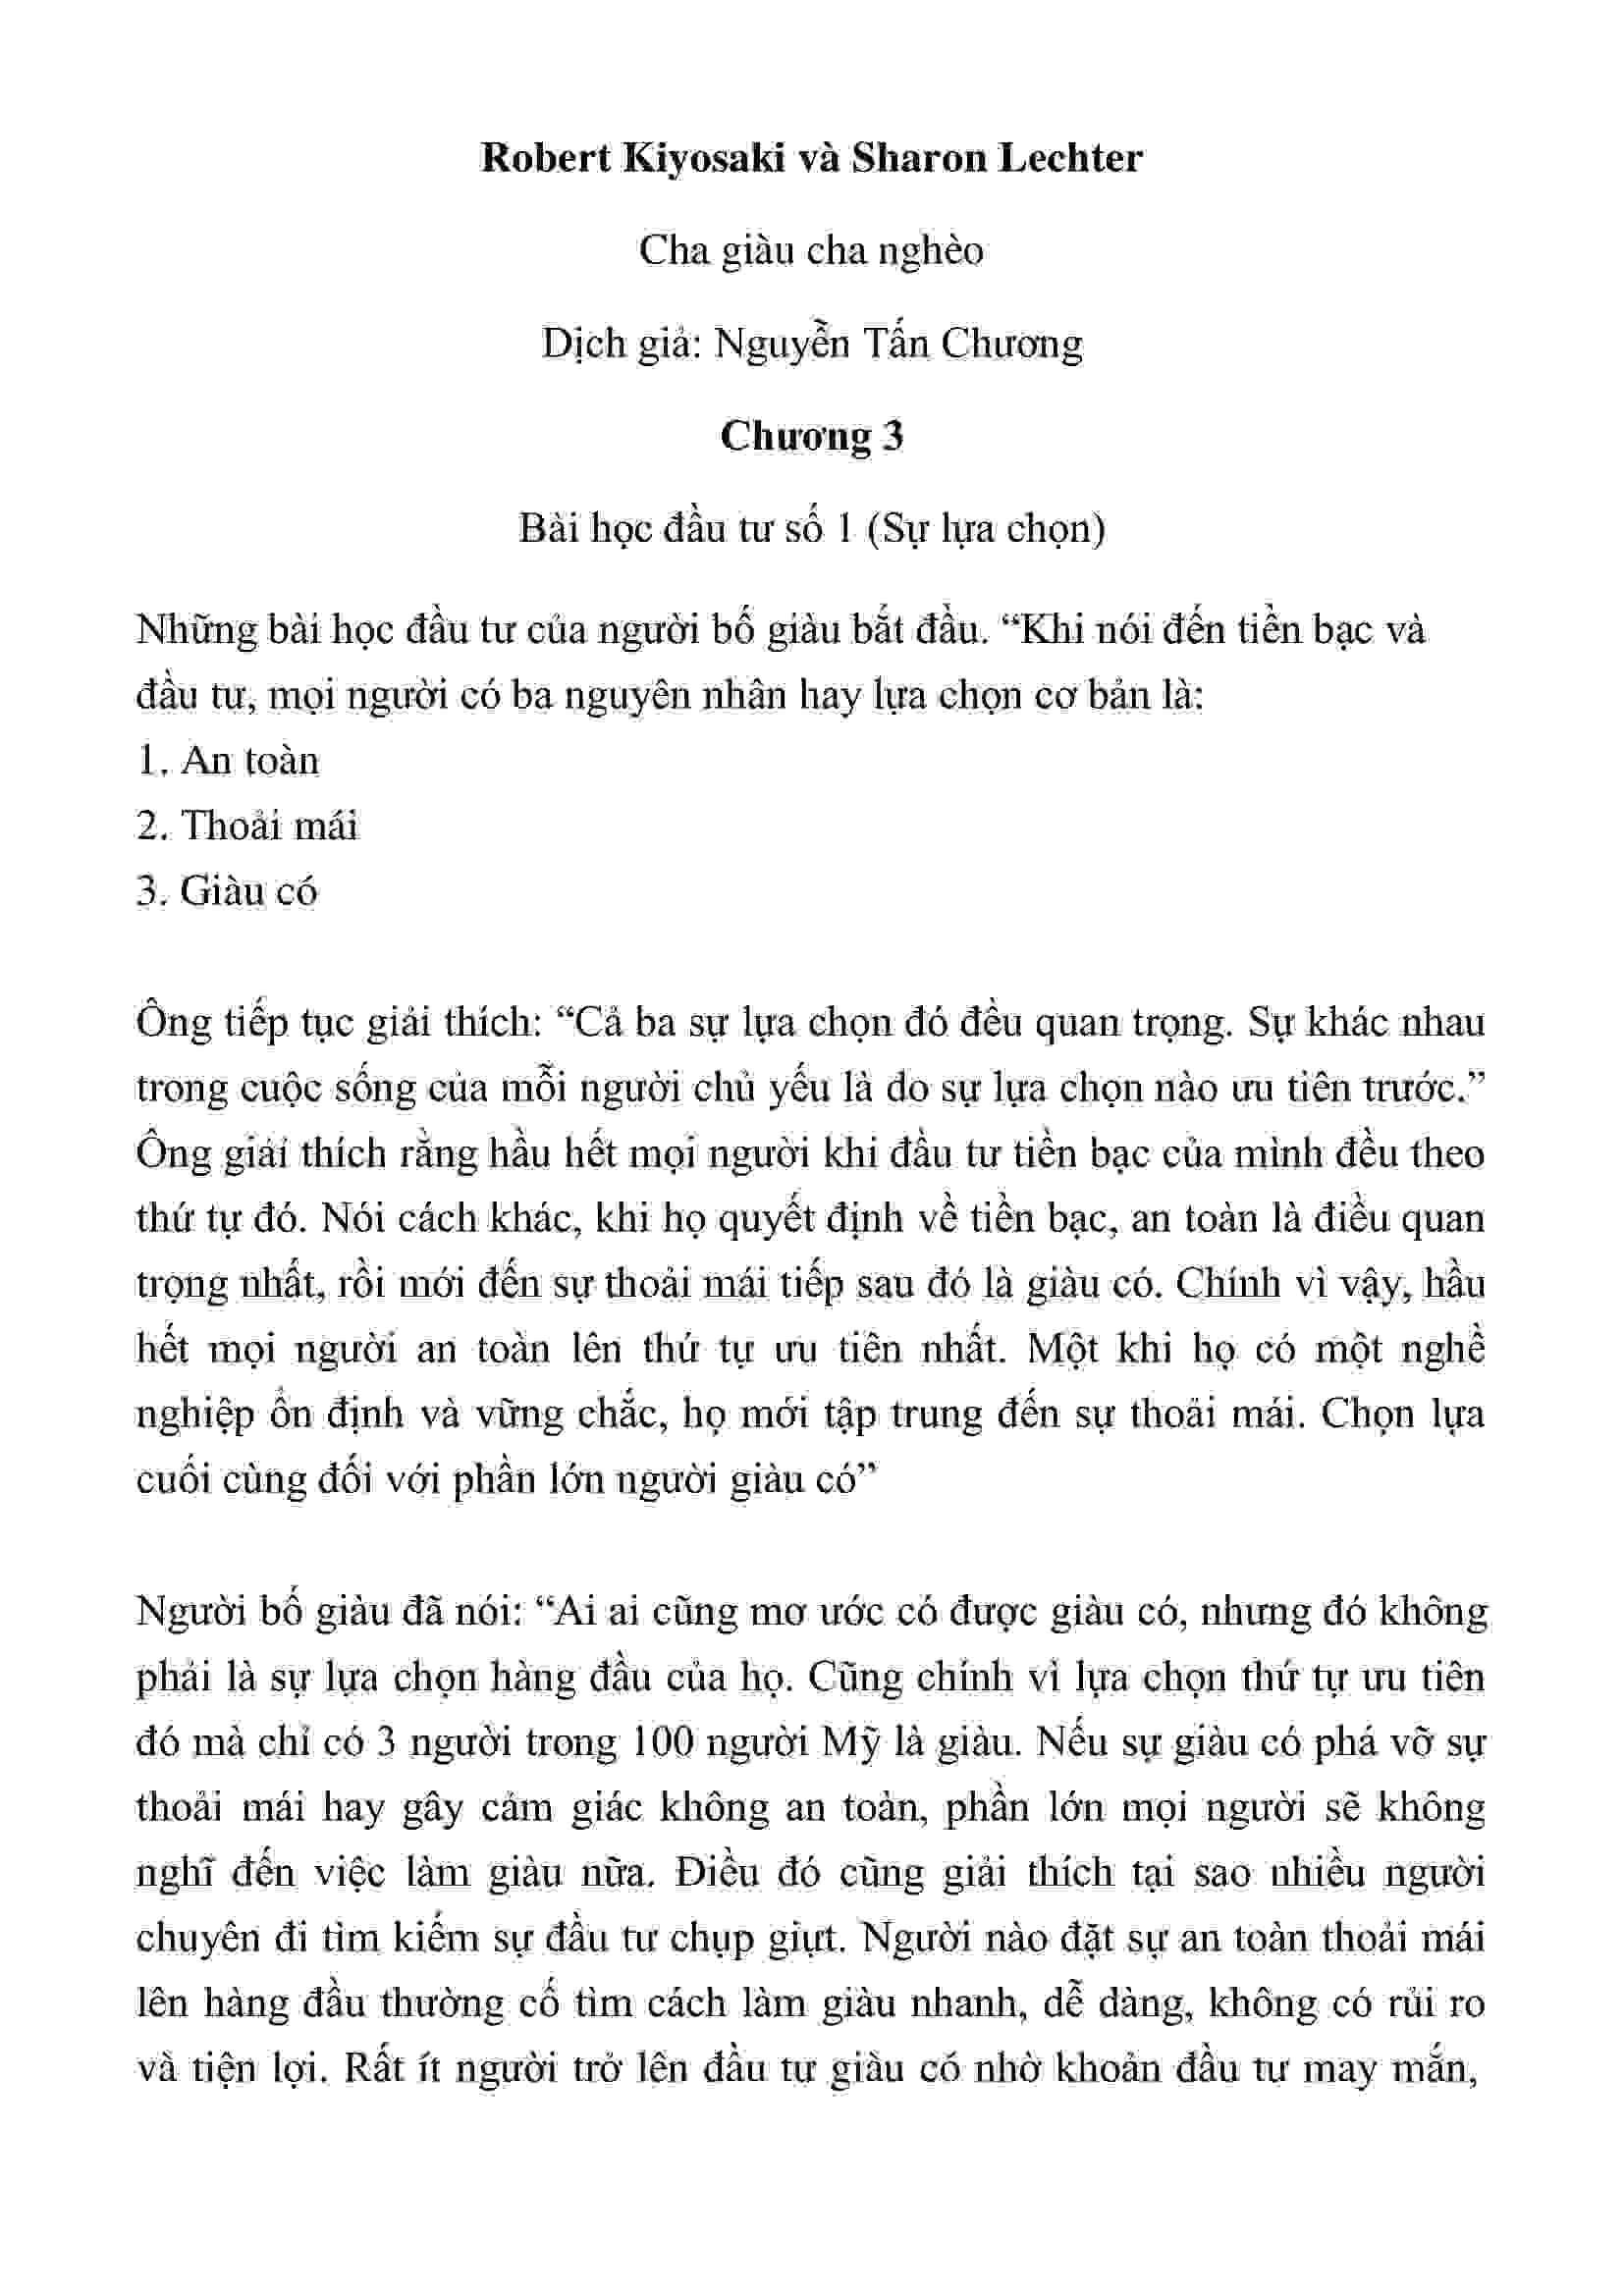 Robert Kiyosaki và Sharon Lechter
Cha giàu cha nghèo
Dịch giả: Nguyễn Tấn Chương
Chương 3
Bài học đầu tư số 1 (Sự lựa chọn)
Những bài học đầu tư của người bố giàu bắt đầu. “Khi nói đến tiền bạc và
đầu tư, mọi người có ba nguyên nhân hay lựa chọn cơ bản là:
1. An toàn
2. Thoải mái
3. Giàu có
Ông tiếp tục giải thích: “Cả ba sự lựa chọn đó đều quan trọng. Sự khác nhau
trong cuộc sống của mỗi người chủ yếu là do sự lựa chọn nào ưu tiên trước.”
Ông giải thích rằng hầu hết mọi người khi đầu tư tiền bạc của mình đều theo
thứ tự đó. Nói cách khác, khi họ quyết định về tiền bạc, an toàn là điều quan
trọng nhất, rồi mới đến sự thoải mái tiếp sau đó là giàu có. Chính vì vậy, hầu
hết mọi người an toàn lên thứ tự ưu tiên nhất. Một khi họ có một nghề
nghiệp ổn định và vững chắc, họ mới tập trung đến sự thoải mái. Chọn lựa
cuối cùng đối với phần lớn người giàu có”
Người bố giàu đã nói: “Ai ai cũng mơ ước có được giàu có, nhưng đó không
phải là sự lựa chọn hàng đầu của họ. Cũng chính vì lựa chọn thứ tự ưu tiên
đó mà chỉ có 3 người trong 100 người Mỹ là giàu. Nếu sự giàu có phá vỡ sự
thoải mái hay gây cảm giác không an toàn, phần lớn mọi người sẽ không
nghĩ đến việc làm giàu nữa. Điều đó cũng giải thích tại sao nhiều người
chuyên đi tìm kiếm sự đầu tư chụp giựt. Người nào đặt sự an toàn thoải mái
lên hàng đầu thường cố tìm cách làm giàu nhanh, dễ dàng, không có rủi ro
và tiện lợi. Rất ít người trở lên đầu tự giàu có nhờ khoản đầu tư may mắn,